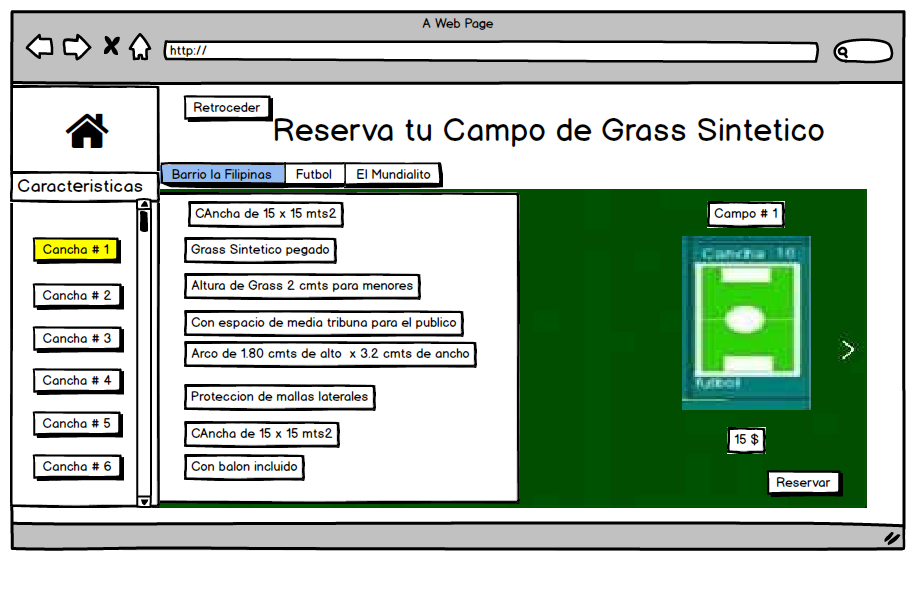 A Web Page
http://
Retroceder
Reserva tu Campo de Grass Sintetico
Barrio la Filipinas
Futbol
El Mundialito
Caracteristicas
Cancha # 1
Cancha # 2
Cancha # 3
Cancha # 4
Cancha # 5
Cancha # 6
CAncha de 15 x 15 mts2
Grass Sintetico pegado
Altura de Grass 2 cmts para menores
Con espacio de media tribuna para el publico
Arco de 1.80 cmts de alto x 3.2 cmts de ancho
Proteccion de mallas laterales
CAncha de 15 x 15 mts2
Con balon incluido
Campo # 1
Cancha 10
futbol
15 $
Reservar